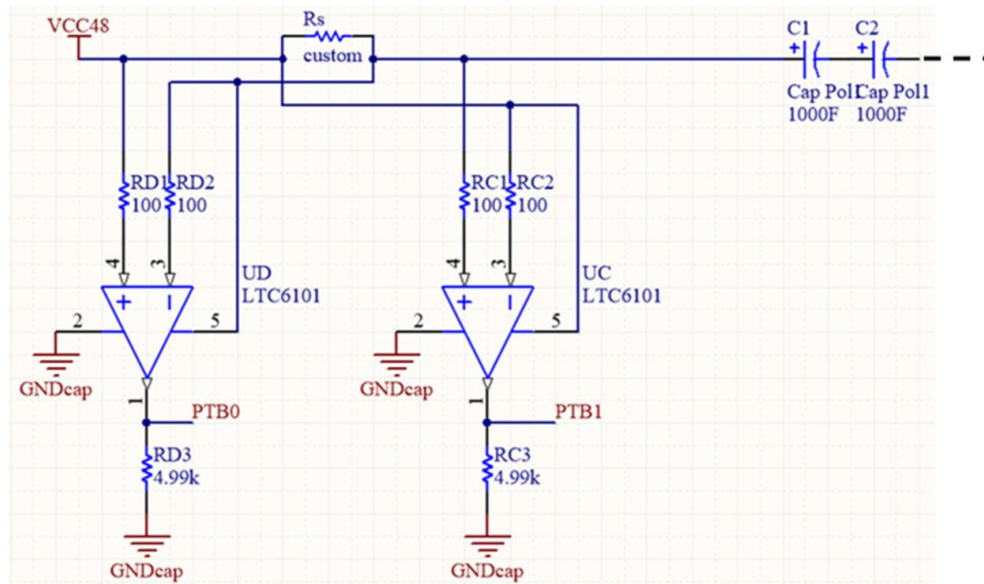 VCC48
Rs
custom
C1
C2
Cap Pol1
Cap Pol1
1000F
1000F
RD1
RD2
100
100
RC1
RC2
100
100
4
3
4
3
UD
LTC6101
UC
LTC6101
+
+
2
5
2
5
GNDcap
GNDcap
1
PTB0
1
PTB1
RD3
4.99k
RC3
4.99k
GNDcap
GNDcap